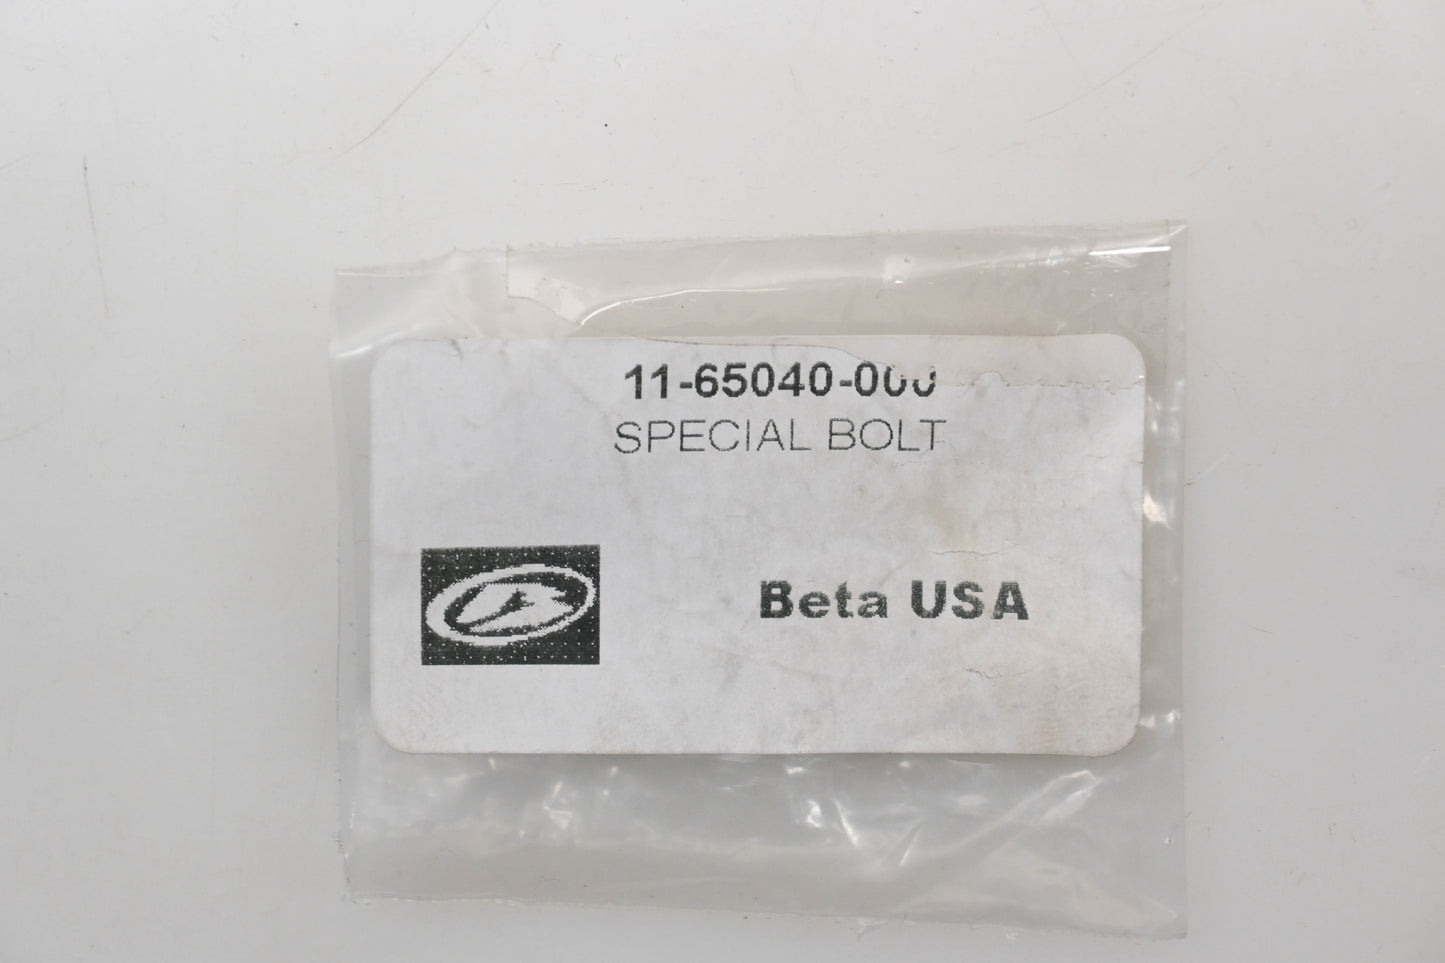 11-65040-000
SPECIAL BOLT
Beta USA